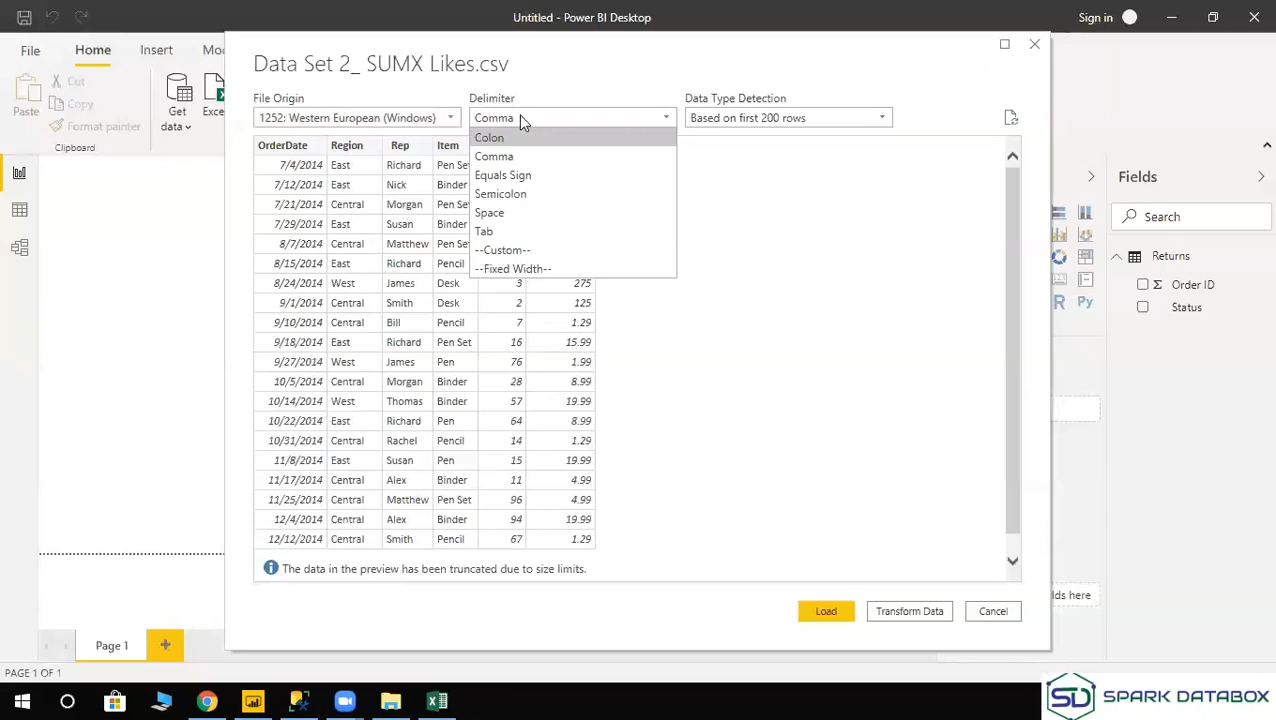 Untitled - Power BI Desktop
Sign in
File
Home
Insert
Mo
Paste
Cut
Copy
Format painter
Clipboard
Get
data
Exce
Data Set 2_ SUMX Likes.csv
File Origin
Delimiter
Data Type Detection
1252: Western European (Windows)
Comma
Based on first 200 rows
Colon
Comma
Equals Sign
Semicolon
Space
Tab
--Custom--
--Fixed Width--
OrderDate Region Rep Item
7/4/2014 East Richard Pen Set
7/12/2014 East Nick Binder
7/21/2014 Central Morgan Pen Se
7/29/2014 East Susan Binder
8/7/2014 Central Matthew Pen Se
8/15/2014 East Richard Pencil
8/24/2014 West James Desk 3 275
9/1/2014 Central Smith Desk 2 125
9/10/2014 Central Bill Pencil 7 1.29
9/18/2014 East Richard Pen Set 16 15.99
9/27/2014 West James Pen 76 1.99
10/5/2014 Central Morgan Binder 28 8.99
10/14/2014 West Thomas Binder 57 19.99
10/22/2014 East Richard Pen 64 8.99
10/31/2014 Central Rachel Pencil 14 1.29
11/8/2014 East Susan Pen 15 19.99
11/17/2014 Central Alex Binder 11 4.99
11/25/2014 Central Matthew Pen Set 96 4.99
12/4/2014 Central Alex Binder 94 19.99
12/12/2014 Central Smith Pencil 67 1.29
The data in the preview has been truncated due to size limits.
Load
Transform Data
Cancel
Fields
Search
Returns
Σ Order ID
Status
R Py
lds here
Page 1
PAGE 1 OF 1
SD SPARK DATABOX